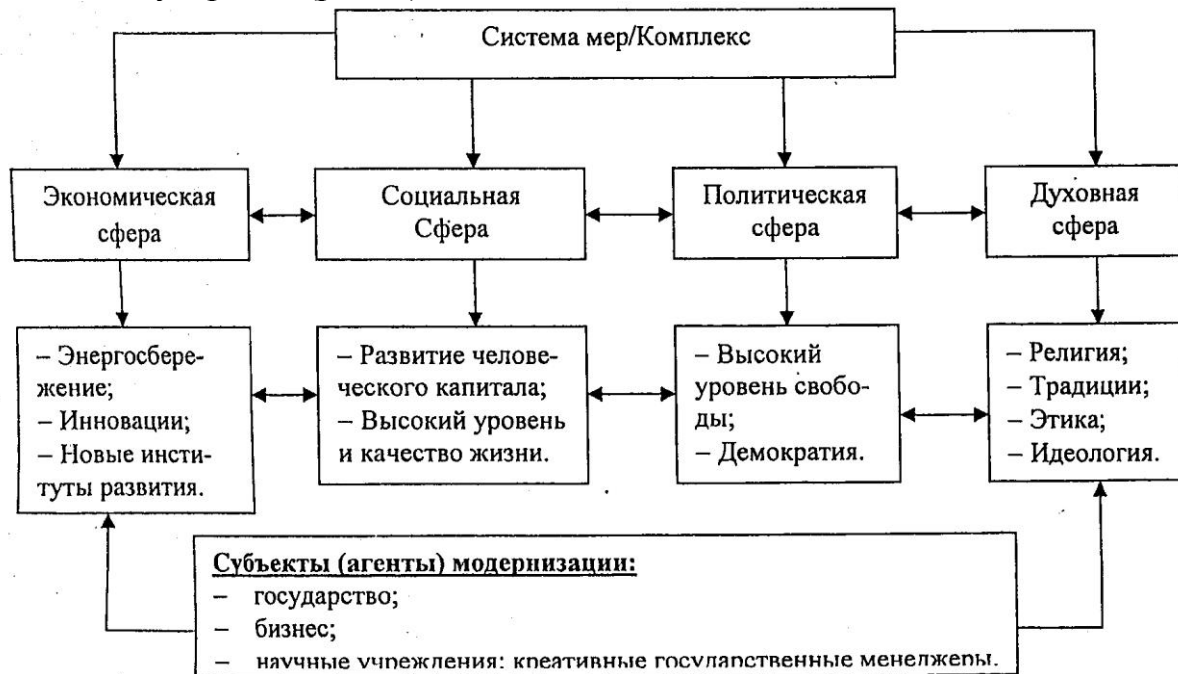 Система мер/Комплекс
Экономическая
сфера
Социальная
Сфера
Политическая
сфера
Духовная
сфера
– Энергосбере-
жение;
– Инновации;
– Новые инсти-
туты развития.
– Развитие челове-
ческого капитала;
– Высокий уровень
и качество жизни.
– Высокий
уровень свобо-
ды;
– Демократия.
– Религия;
– Традиции;
– Этика;
– Идеология.
Субъекты (агенты) модернизации:
– государство;
– бизнес;
– научные учреждения; креативные государственные менеджеры.